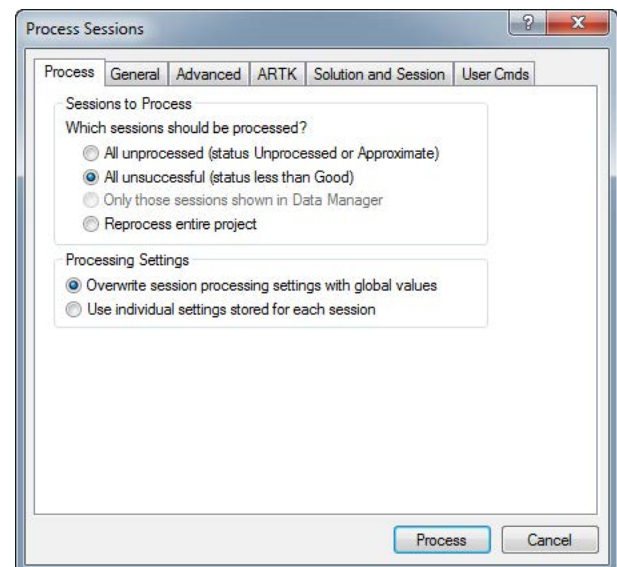 Process Sessions
?
X
Process General Advanced ARTK Solution and Session User Cmds
Sessions to Process
Which sessions should be processed?
All unprocessed (status Unprocessed or Approximate)
All unsuccessful (status less than Good)
Only those sessions shown in Data Manager
Reprocess entire project
Processing Settings
Overwrite session processing settings with global values
Use individual settings stored for each session
Process Cancel